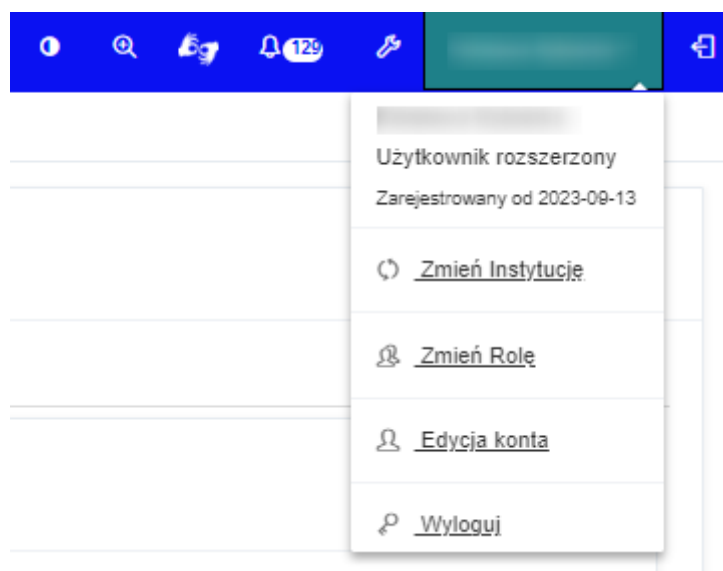 129
Użytkownik rozszerzony
Zarejestrowany od 2023-09-13
Zmień Instytucję
Zmień Rolę
Edycja konta
Wyloguj